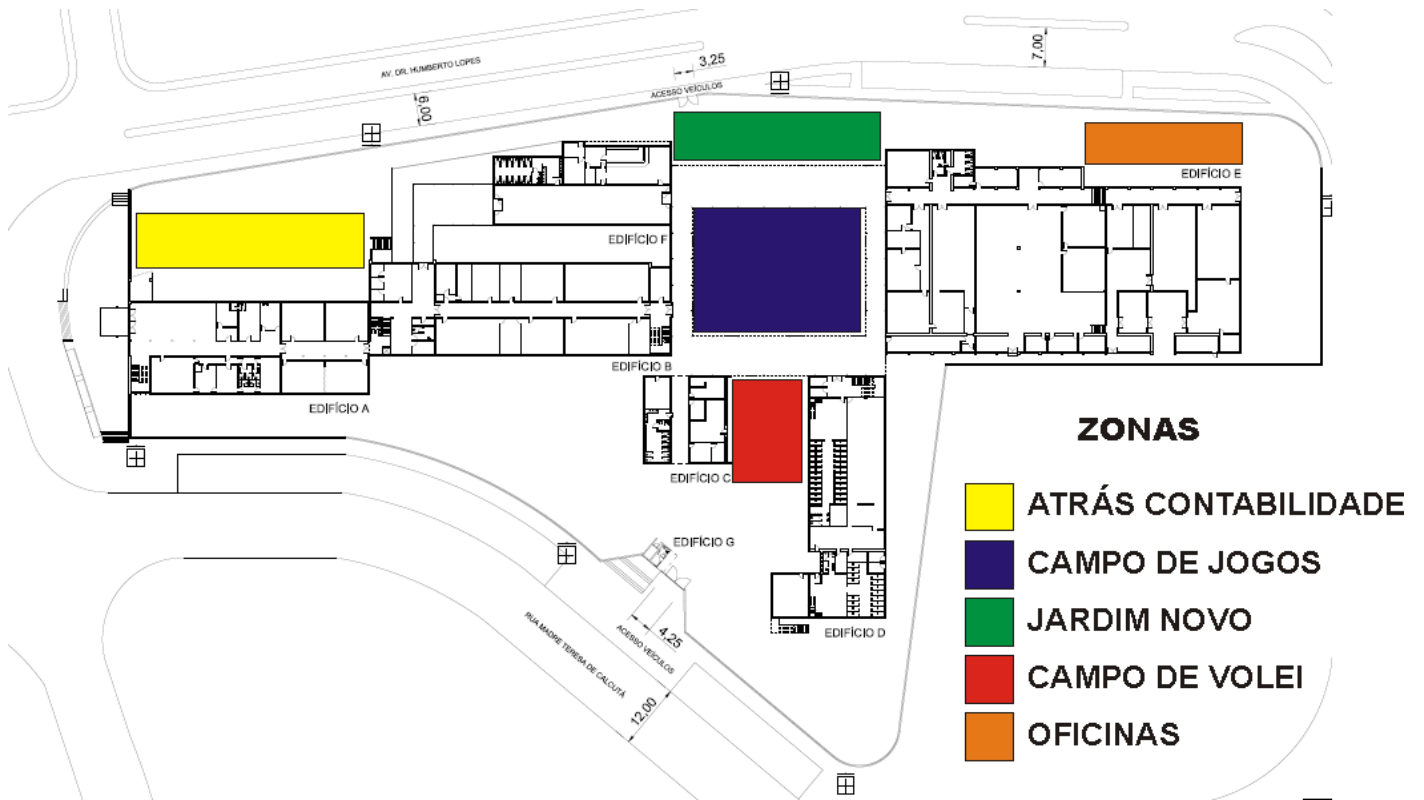 AV. DR. HUMBERTO LOPES
3,25
7,00
ACESSO VEÍCULOS
6,00
EDIFÍCIO E
EDIFÍCIO F
EDIFÍCIO B
EDIFÍCIO A
ZONAS
EDIFÍCIO C
ATRÁS CONTABILIDADE
EDIFÍCIO G
CAMPO DE JOGOS
JARDIM NOVO
EDIFÍCIO D
4,25
ACESSO VEÍCULOS
RUA MADRE TERESA DE CALCUTÁ
CAMPO DE VOLEI
12,00
OFICINAS